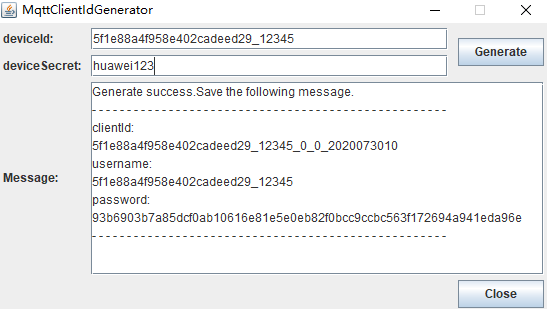 MqttClientIdGenerator
deviceId: 5f1e88a4f958e402cadeed29_12345
Generate
deviceSecret: huawei123
Generate success.Save the following message.
- - - - - - - - - - - - - - - - - - - - - - - - - - - - - - - - - - - - - - - - - - - - - - - - - - -
clientId:
5f1e88a4f958e402cadeed29_12345_0_0_2020073010
username:
Message: 5f1e88a4f958e402cadeed29_12345
password:
93b6903b7a85dcf0ab10616e81e5e0eb82f0bcc9ccbc563f172694a941eda96e
- - - - - - - - - - - - - - - - - - - - - - - - - - - - - - - - - - - - - - - - - - - - - - - - - - -
Close